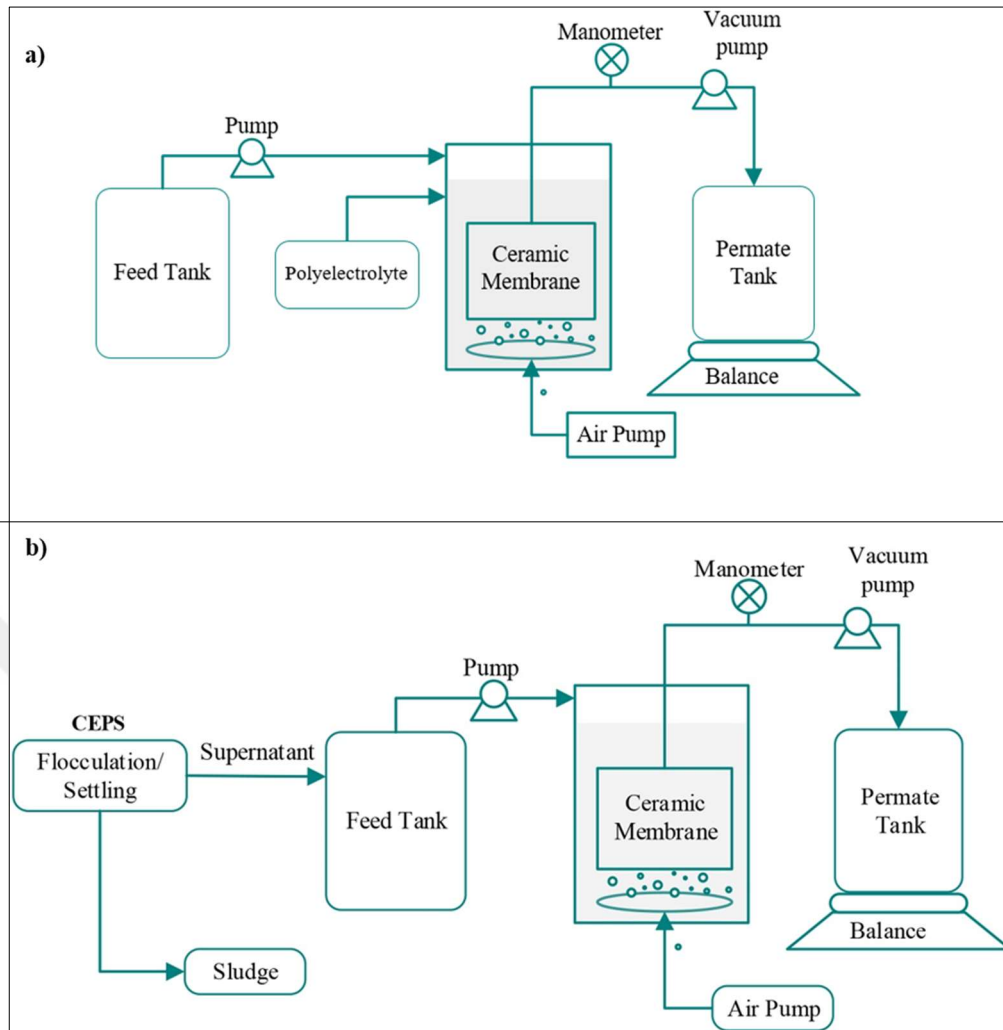 a)
Manometer
Vacuum
pump
Pump
Feed Tank
Polyelectrolyte
Ceramic
Membrane
Permate
Tank
Balance
Air Pump
b)
Manometer
Vacuum
pump
Pump
CEPS
Flocculation/
Settling
Supernatant
Feed Tank
Ceramic
Membrane
Permate
Tank
Balance
Sludge
Air Pump